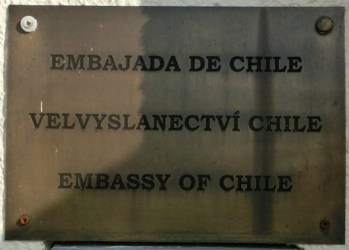 EMBAJADA DE CHILE
VELVYSLANECTVÍ CHILE
EMBASSY OF CHILE